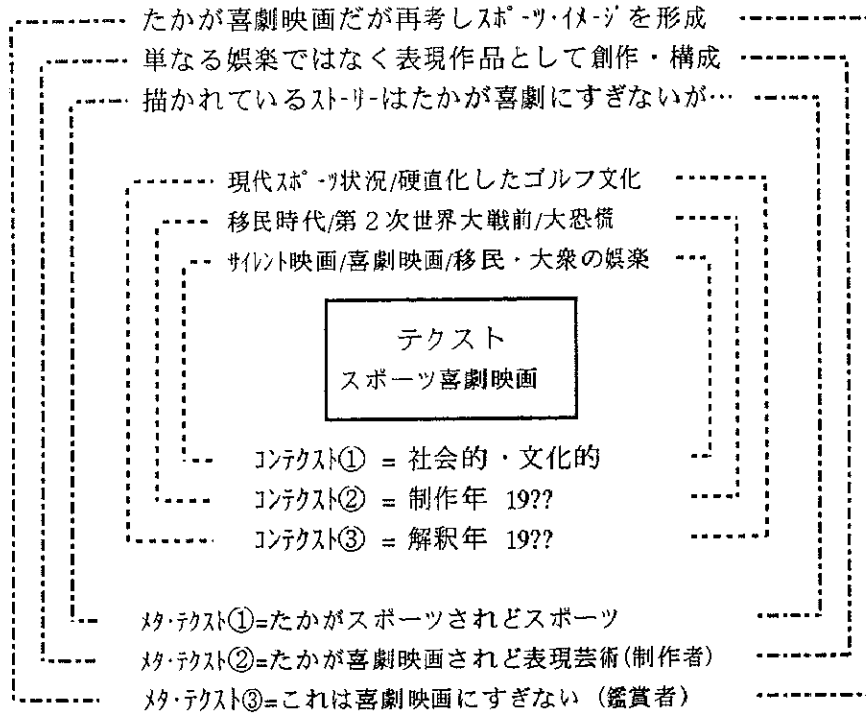 たかが喜劇映画だが再考しｽﾎﾟｰﾂ･ｲﾒｰｼﾞを形成
単なる娯楽ではなく表現作品として創作・構成
描かれているｽﾄｰﾘｰはたかが喜劇にすぎないが…
現代ｽﾎﾟｰﾂ状況/硬直化したゴルフ文化
移民時代/第２次世界大戦前/大恐慌
ｻｲﾚﾝﾄ映画/喜劇映画/移民・大衆の娯楽
テクスト
スポーツ喜劇映画
ｺﾝﾃｸｽﾄ① = 社会的・文化的
ｺﾝﾃｸｽﾄ② = 制作年 19??
ｺﾝﾃｸｽﾄ③ = 解釈年 19??
ﾒﾀ･ﾃｸｽﾄ①=たかがスポーツされどスポーツ
ﾒﾀ･ﾃｸｽﾄ②=たかが喜劇映画されど表現芸術(制作者)
ﾒﾀ･ﾃｸｽﾄ③=これは喜劇映画にすぎない（鑑賞者）